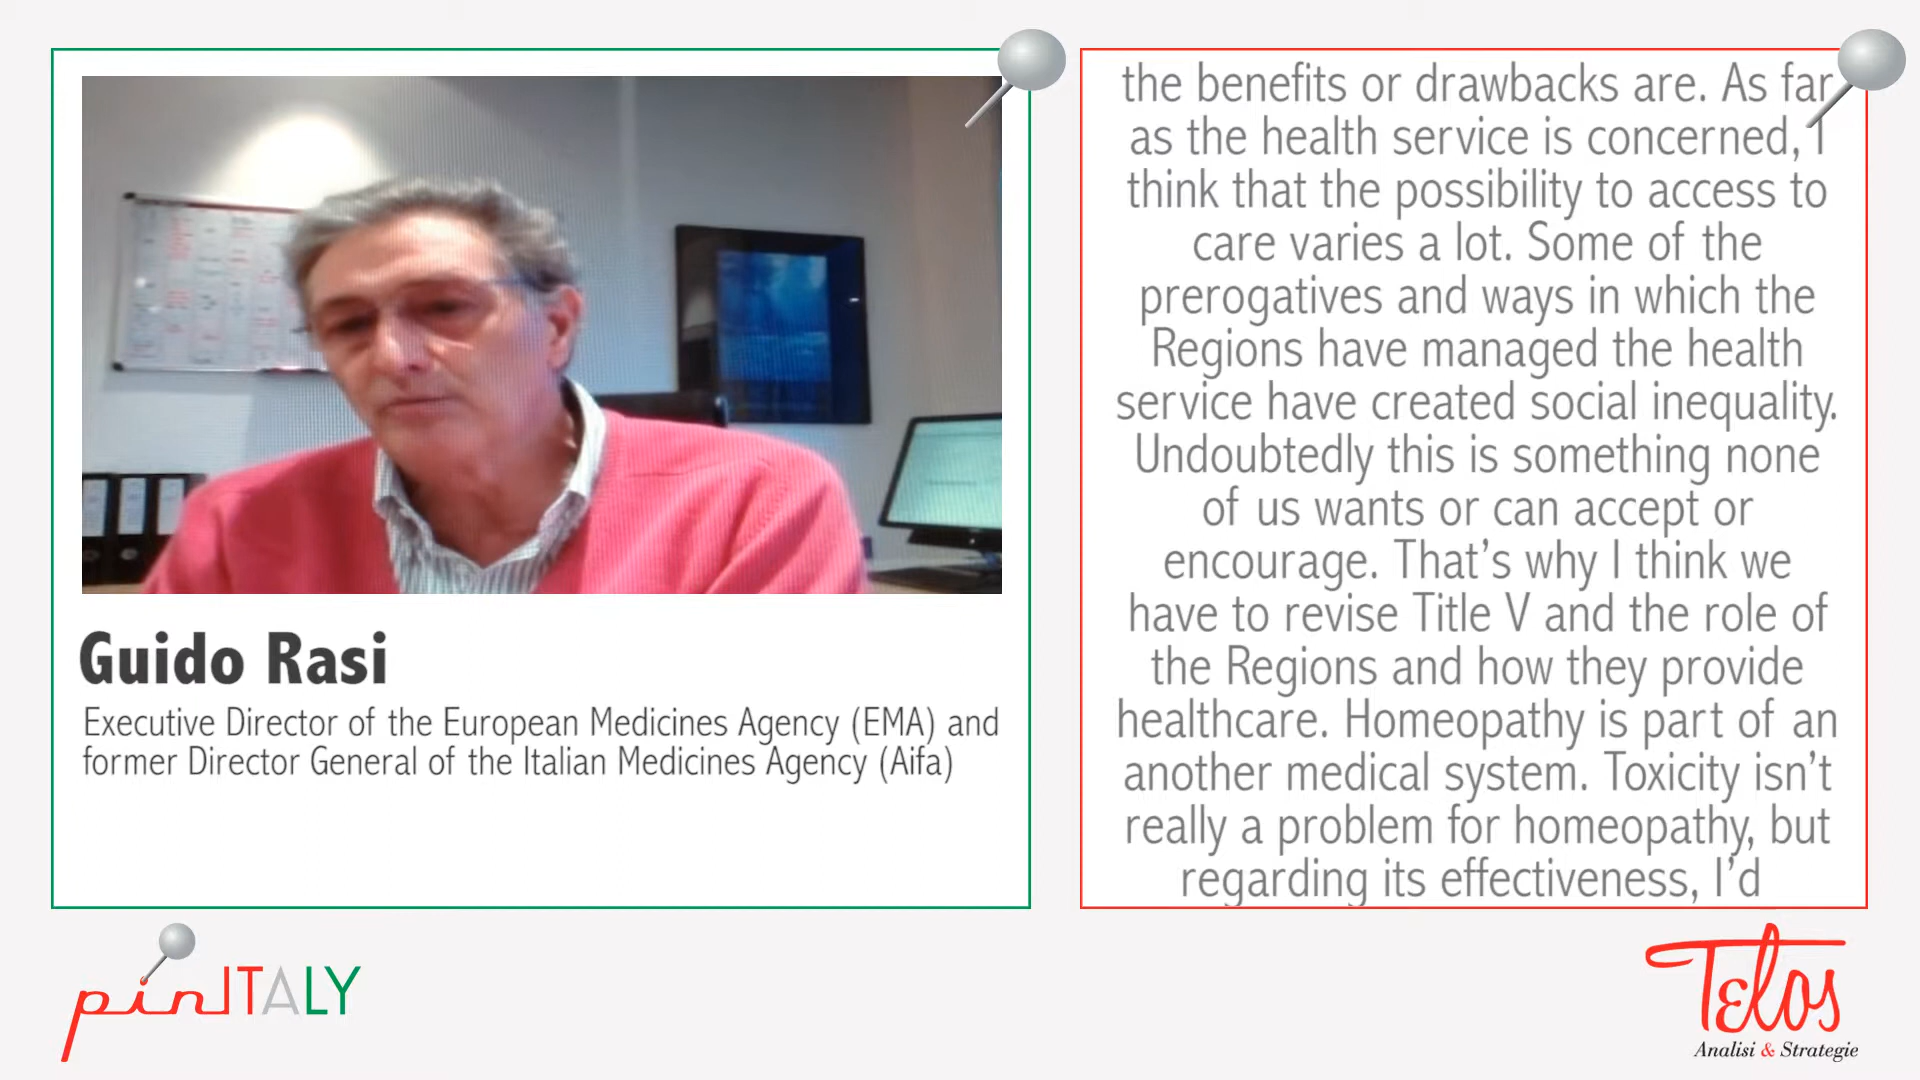 Guido Rasi
Executive Director of the European Medicines Agency (EMA) and
former Director General of the Italian Medicines Agency (Aifa)
the benefits or drawbacks are. As far
as the health service is concerned, I
think that the possibility to access to
care varies a lot. Some of the
prerogatives and ways in which the
Regions have managed the health
service have created social inequality.
Undoubtedly this is something none
of us wants or can accept or
encourage. That’s why I think we
have to revise Title V and the role of
the Regions and how they provide
healthcare. Homeopathy is part of an
another medical system. Toxicity isn’t
really a problem for homeopathy, but
regarding its effectiveness, I’d
pinITALY
Telos
Analisi & Strategie